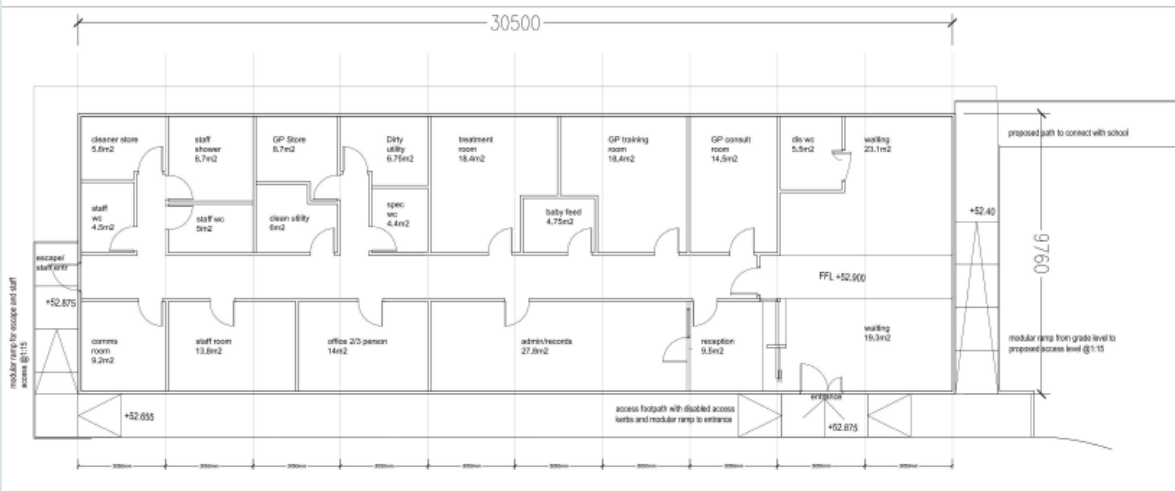 30500
cleaner store
5.6m2
staff
shower
8.7m2
GP Store
8.7m2
Dirty
utility
6.75m2
treatment
room
18.4m2
GP training
room
18.4m2
GP consult
room
14.5m2
dis wc
5.5m2
waiting
23.1m2
proposed path to connect with school
staff
wc
4.5m2
staff wc
5m2
clean utility
6m2
spec
wc
4.4m2
baby feed
4.75m2
+52.40
9760
escape/
staff entr
FFL +52.900
+52.875
modular ramp for escape and staff
access @1:15
comms
room
9.2m2
staff room
13.8m2
office 2/3 person
14m2
admin/records
27.8m2
reception
9.5m2
waiting
19.3m2
modular ramp from grade level to
proposed access level @1:15
entrance
+52.655
access footpath with disabled access
kerbs and modular ramp to entrance
+52.875